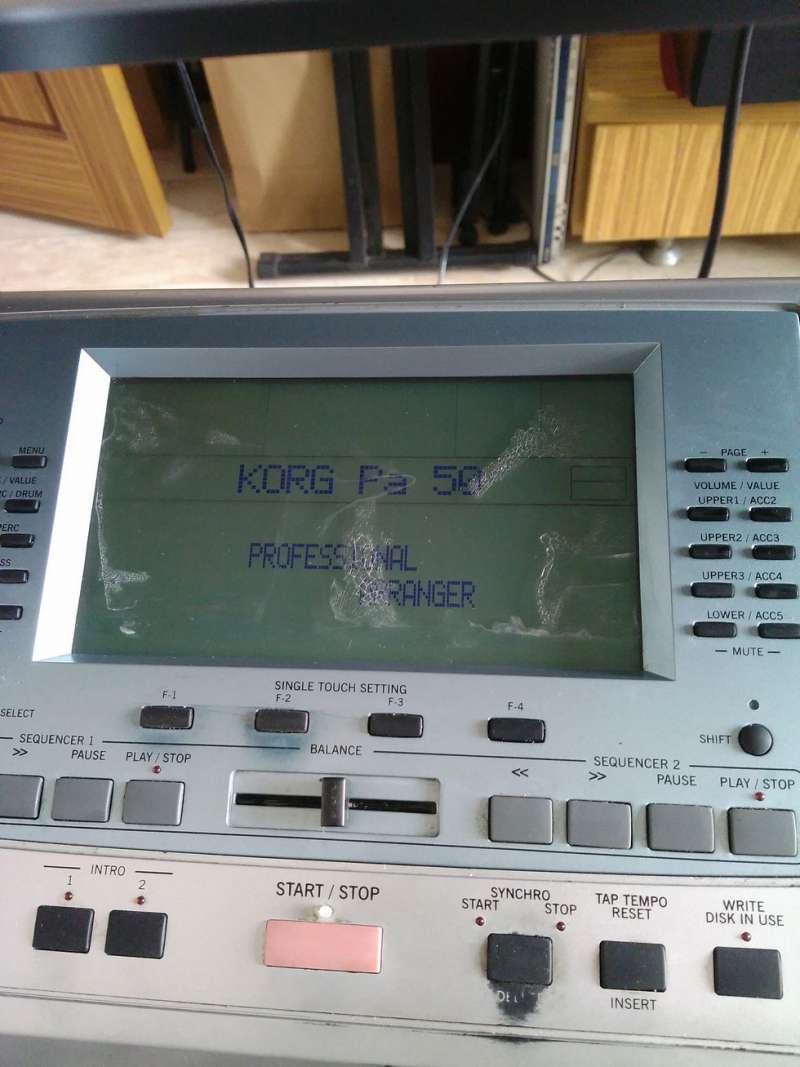 MENU
/ VALUE
/ DRUM
PERC
KORG Pa 50
PROFESSIONAL
ARRANGER
– PAGE +
VOLUME / VALUE
UPPER1 / ACC2
UPPER2 / ACC3
UPPER3 / ACC4
LOWER / ACC5
— MUTE —
SINGLE TOUCH SETTING
F-1 F-2 F-3 F-4
SELECT
SHIFT
SEQUENCER 1
>> PAUSE PLAY / STOP
BALANCE
SEQUENCER 2
<< >> PAUSE PLAY / STOP
INTRO
1 2
START / STOP
SYNCHRO
START STOP
TAP TEMPO
RESET
INSERT
WRITE
DISK IN USE